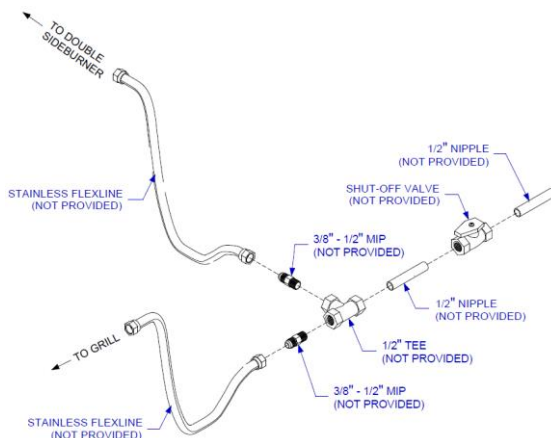 TO DOUBLE
SIDEBURNER
1/2" NIPPLE
(NOT PROVIDED)
SHUT-OFF VALVE
(NOT PROVIDED)
STAINLESS FLEXLINE
(NOT PROVIDED)
3/8" - 1/2" MIP
(NOT PROVIDED)
1/2" NIPPLE
(NOT PROVIDED)
TO GRILL
1/2" TEE
(NOT PROVIDED)
3/8" - 1/2" MIP
(NOT PROVIDED)
STAINLESS FLEXLINE
(NOT PROVIDED)